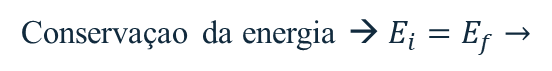 Conservaçao da energia → E_i = E_f →